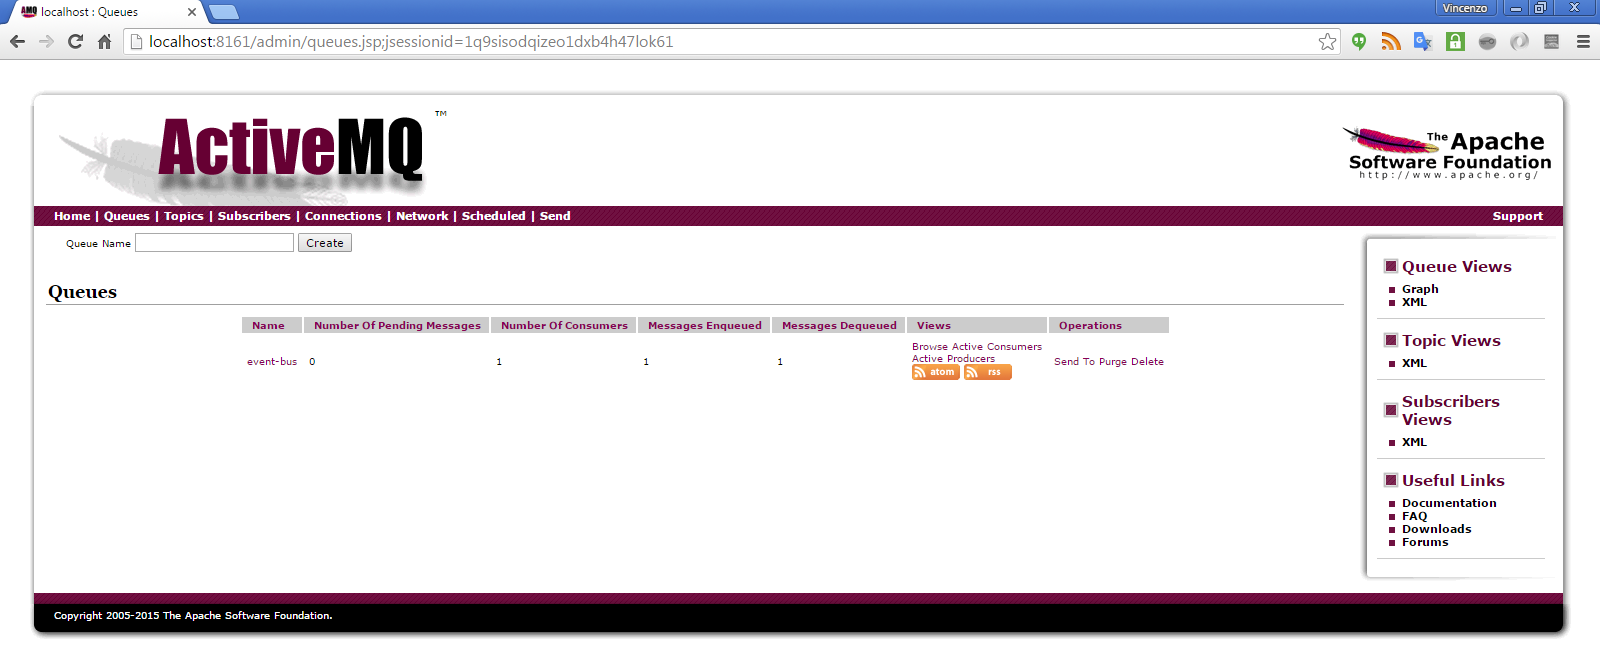 localhost : Queues
Vincenzo
localhost:8161/admin/queues.jsp;jsessionid=1q9sisodqizeo1dxb4h47lok61
ActiveMQ ™
The Apache
Software Foundation
http://www.apache.org/
Home | Queues | Topics | Subscribers | Connections | Network | Scheduled | Send
Support
Queue Name
Create
Queues
Name Number Of Pending Messages Number Of Consumers Messages Enqueued Messages Dequeued Views Operations
event-bus 0 1 1 1
Browse Active Consumers
Active Producers
atom rss
Send To Purge Delete
Queue Views
Graph
XML
Topic Views
XML
Subscribers
Views
XML
Useful Links
Documentation
FAQ
Downloads
Forums
Copyright 2005-2015 The Apache Software Foundation.